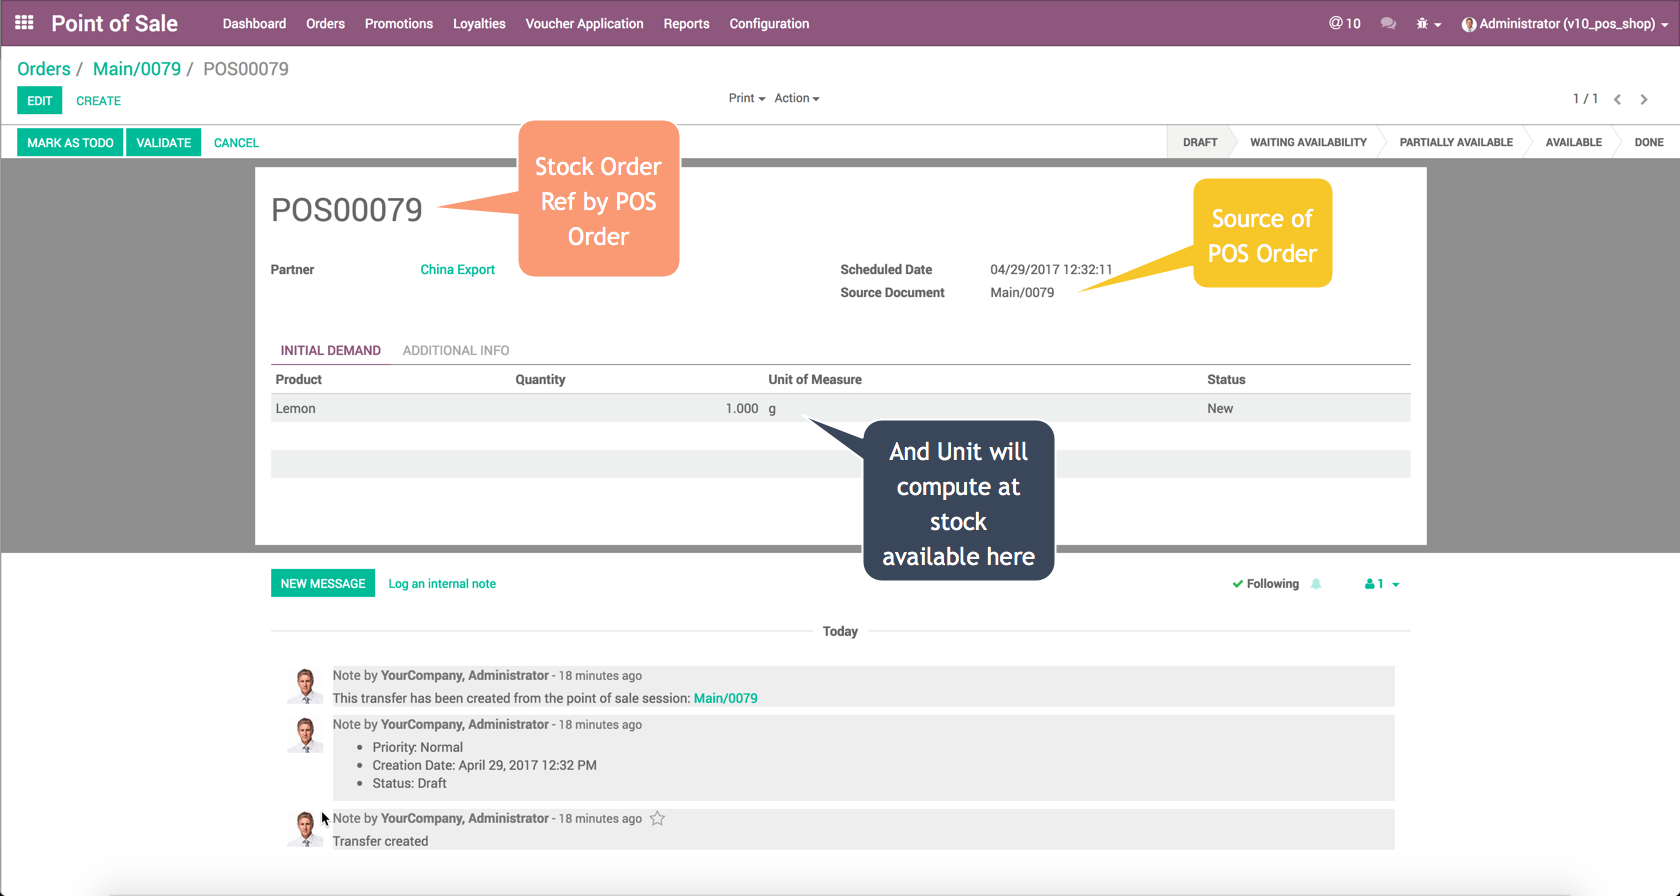 Point of Sale Dashboard Orders Promotions Loyalties Voucher Application Reports Configuration @ 10 Administrator (v10_pos_shop)
Orders / Main/0079 / POS00079
EDIT CREATE Print Action 1 / 1
MARK AS TODO VALIDATE CANCEL DRAFT WAITING AVAILABILITY PARTIALLY AVAILABLE AVAILABLE DONE
Stock Order
Ref by POS
Order
POS00079
Source of
POS Order
Partner China Export Scheduled Date 04/29/2017 12:32:11
Source Document Main/0079
INITIAL DEMAND ADDITIONAL INFO
Product Quantity Unit of Measure Status
Lemon 1.000 g New
And Unit will
compute at
stock
available here
NEW MESSAGE Log an internal note Following 1
Today
Note by YourCompany, Administrator - 18 minutes ago
This transfer has been created from the point of sale session: Main/0079
Note by YourCompany, Administrator - 18 minutes ago
• Priority: Normal
• Creation Date: April 29, 2017 12:32 PM
• Status: Draft
Note by YourCompany, Administrator - 18 minutes ago
Transfer created